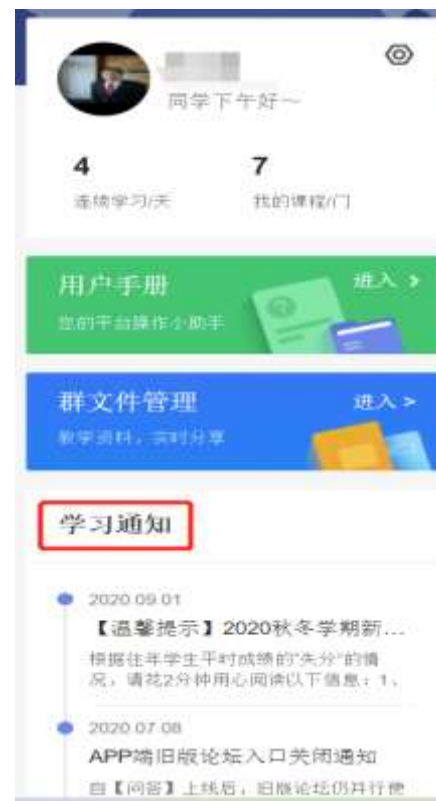 同学下午好～
4
7
连续学习/天
我的课程/门
用户手册
进入 >
您的平台操作小助手
群文件管理
进入 >
教学资料，实时分享
学习通知
2020.09.01
【温馨提示】2020秋冬学期新...
根据往年学生平时成绩的"失分"的情
况，请花2分钟用心阅读以下信息：1、
2020.07.08
APP端旧版论坛入口关闭通知
自【问答】上线后，旧版论坛仍并行使